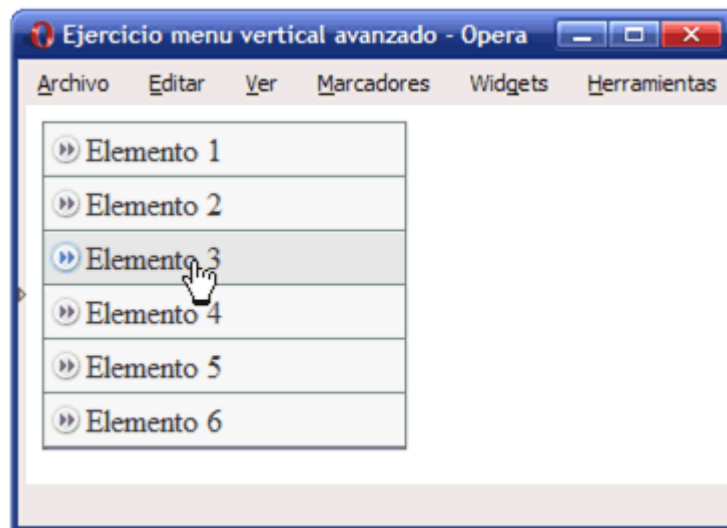 Ejercicio menu vertical avanzado - Opera
Archivo Editar Ver Marcadores Widgets Herramientas
Elemento 1
Elemento 2
Elemento 3
Elemento 4
Elemento 5
Elemento 6